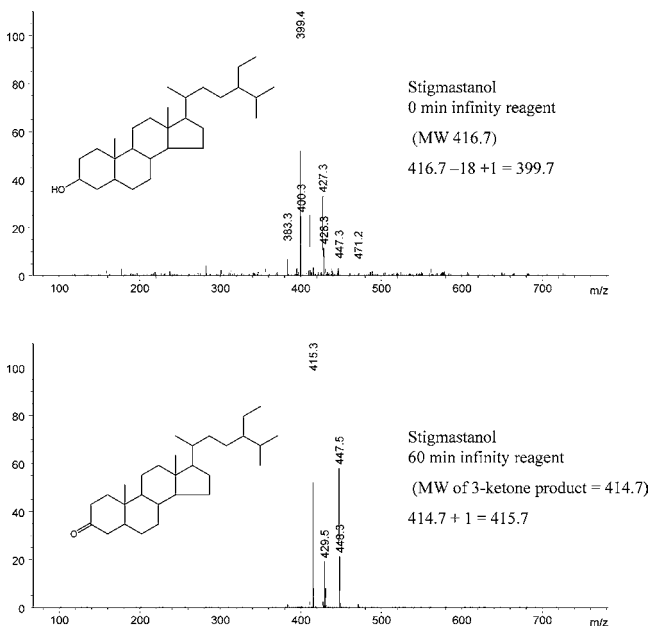 100
80
60
40
20
0
399.4
383.3
400.3
427.3
428.3
447.3
471.2
HO
Stigmastanol
0 min infinity reagent
(MW 416.7)
416.7 –18 +1 = 399.7
100 200 300 400 500 600 700 m/z
100
80
60
40
20
0
415.3
429.5
447.5
448.3
O
Stigmastanol
60 min infinity reagent
(MW of 3-ketone product = 414.7)
414.7 + 1 = 415.7
100 200 300 400 500 600 700 m/z